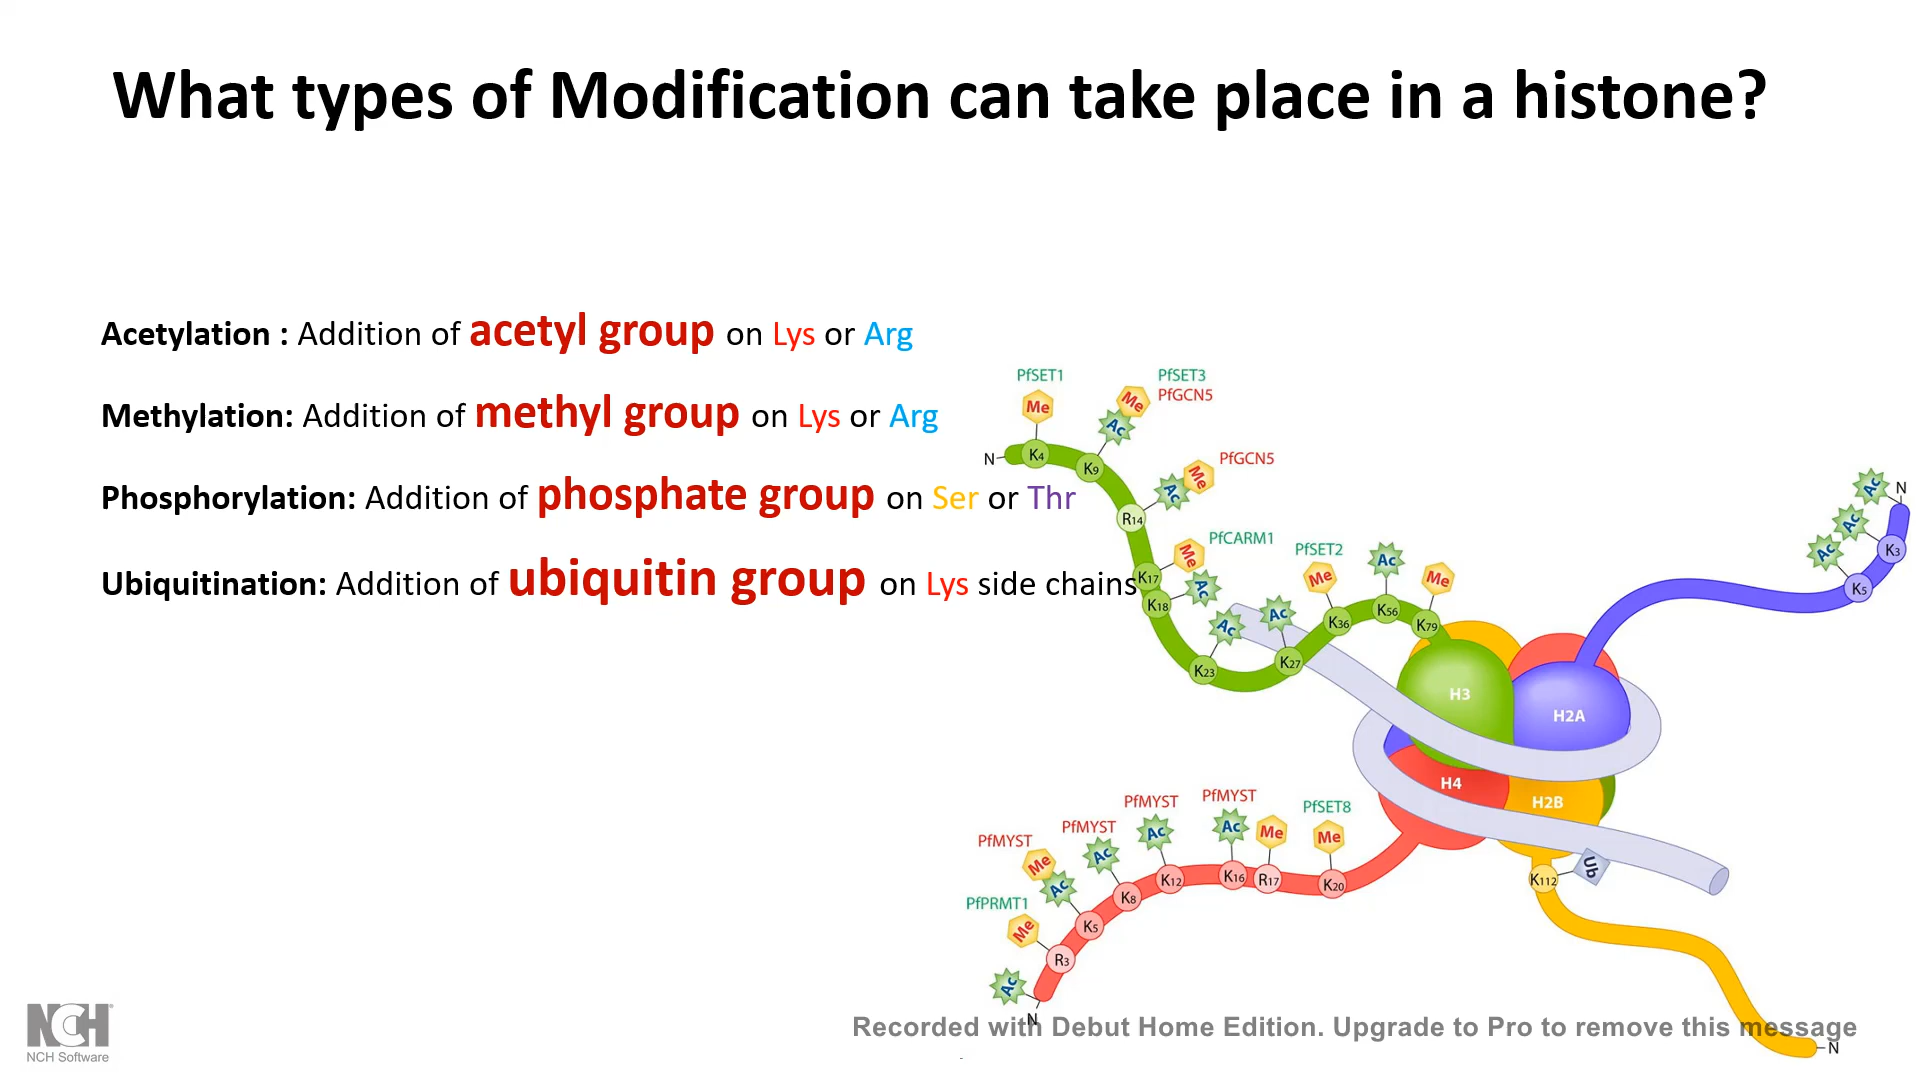 What types of Modification can take place in a histone?
Acetylation : Addition of acetyl group on Lys or Arg
Methylation: Addition of methyl group on Lys or Arg
Phosphorylation: Addition of phosphate group on Ser or Thr
Ubiquitination: Addition of ubiquitin group on Lys side chains
PfSET1
Me
N
K4
PfSET3
PfGCN5
Me
Ac
K9
PfGCN5
Me
Ac
R14
PfCARM1
Me
K17
Ac
K18
Ac
K23
Ac
K27
PfSET2
Me
K36
Ac
K56
Me
K79
Ac
N
Ac
K3
Ac
K5
H3
H2A
H4
H2B
PfMYST
PfMYST
PfMYST
PfMYST
PfSET8
Ac
Ac
Me
Me
Ac
Me
Ac
K12
K16
R17
K20
K8
K5
PfPRMT1
Me
R3
Ac
N
K112
Ub
N
NCH
NCH Software
Recorded with Debut Home Edition. Upgrade to Pro to remove this message